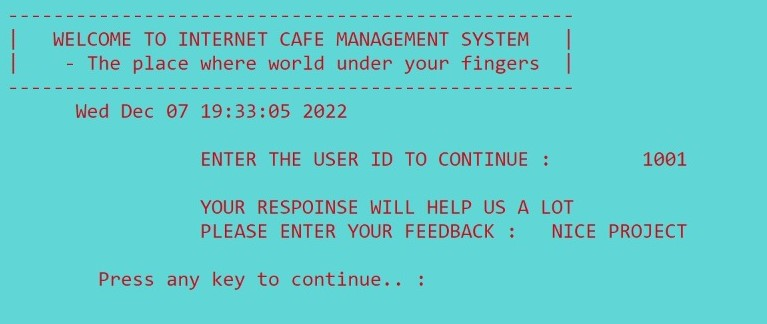 --------------------------------------------------
|   WELCOME TO INTERNET CAFE MANAGEMENT SYSTEM   |
|    - The place where world under your fingers  |
--------------------------------------------------
Wed Dec 07 19:33:05 2022
ENTER THE USER ID TO CONTINUE :        1001
YOUR RESPOINSE WILL HELP US A LOT
PLEASE ENTER YOUR FEEDBACK :   NICE PROJECT
Press any key to continue.. :